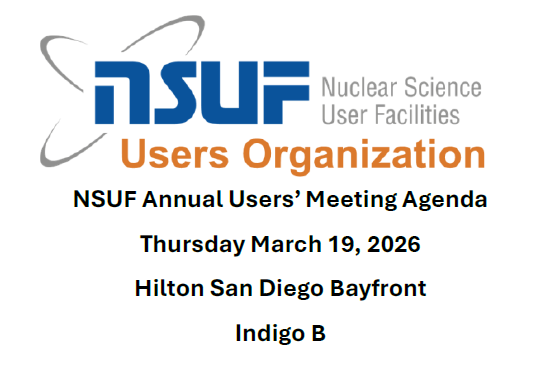 nsuf
Nuclear Science
User Facilities
Users Organization
NSUF Annual Users’ Meeting Agenda
Thursday March 19, 2026
Hilton San Diego Bayfront
Indigo B